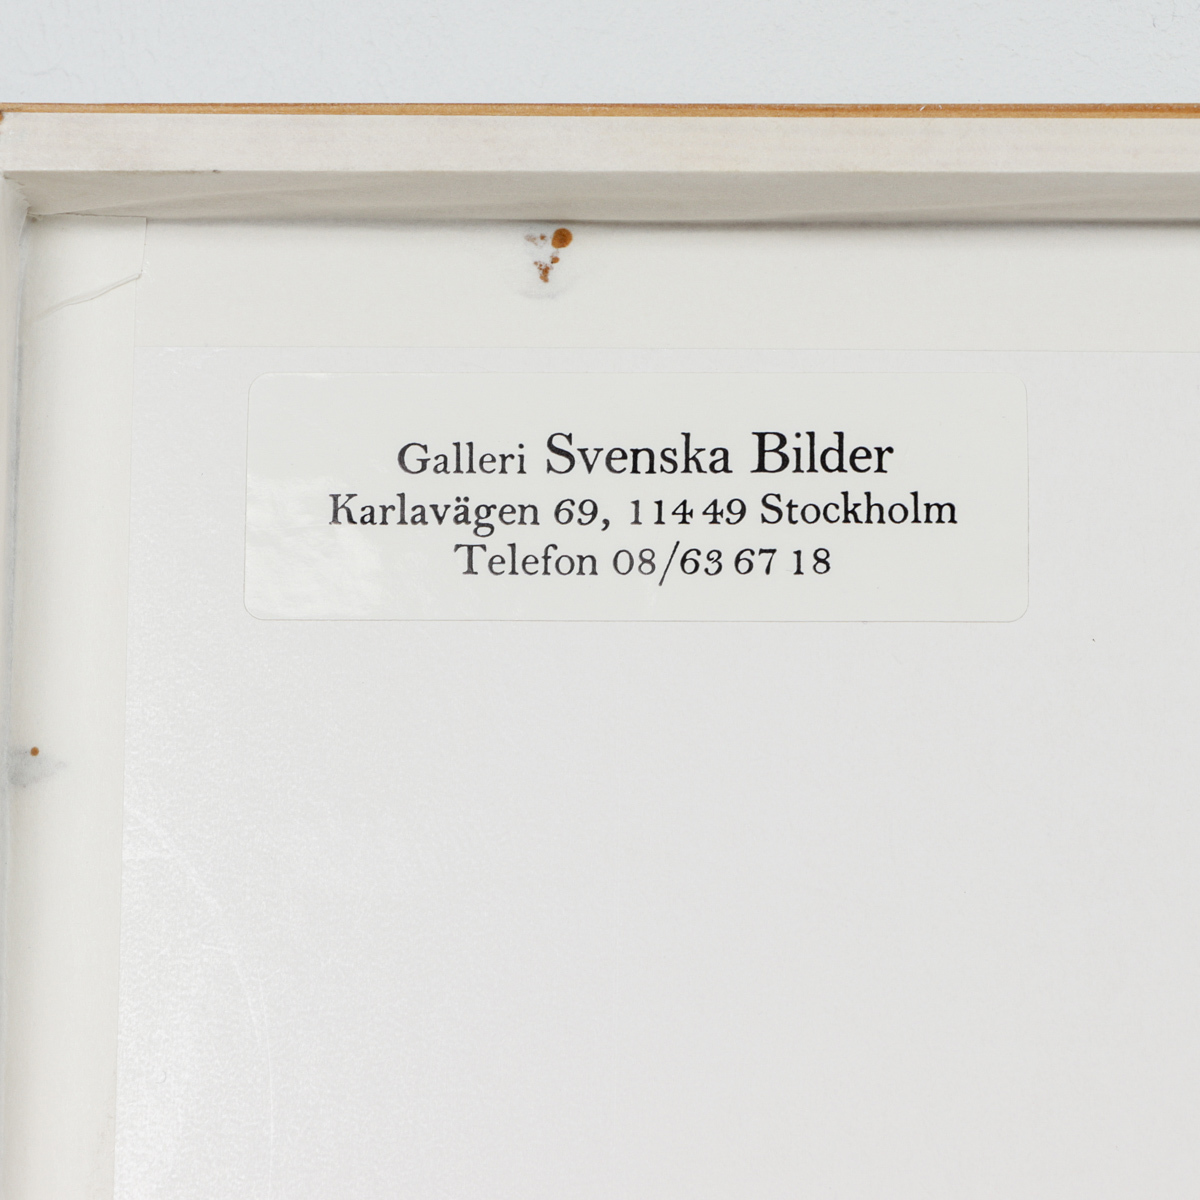 Galleri Svenska Bilder
Karlavägen 69, 114 49 Stockholm
Telefon 08/63 67 18